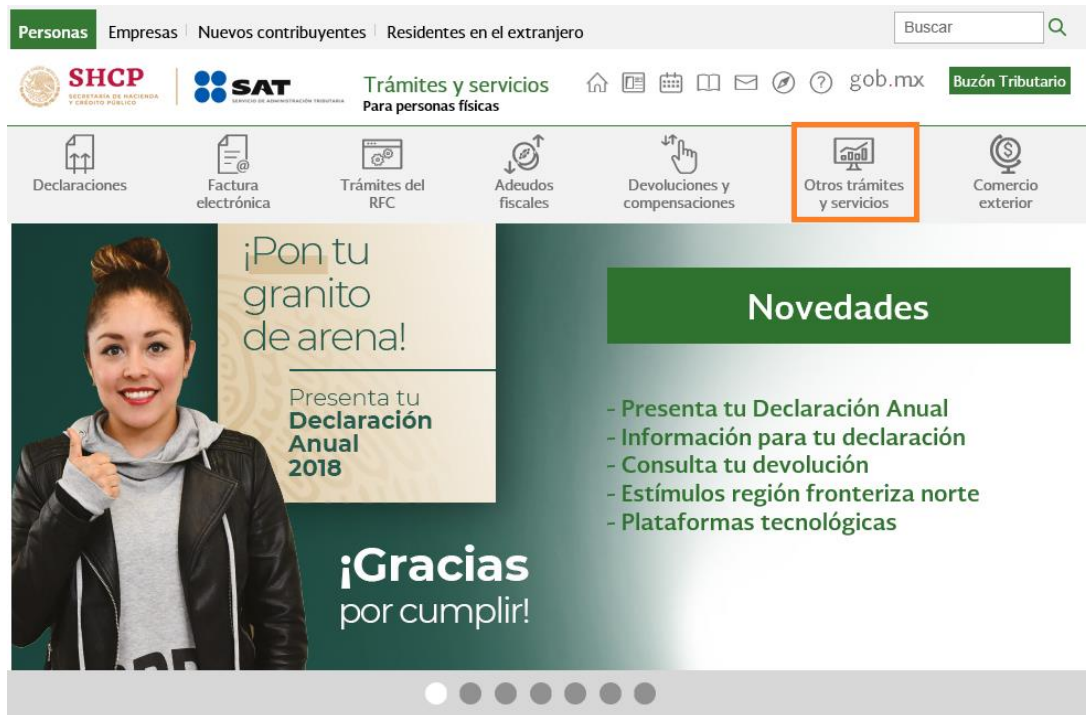 Personas Empresas Nuevos contribuyentes Residentes en el extranjero Buscar
SHCP
SECRETARÍA DE HACIENDA
Y CRÉDITO PÚBLICO
SAT
SERVICIO DE ADMINISTRACIÓN TRIBUTARIA
Trámites y servicios
Para personas físicas
gob.mx
Buzón Tributario
Declaraciones
Factura
electrónica
Trámites del
RFC
Adeudos
fiscales
Devoluciones y
compensaciones
Otros trámites
y servicios
Comercio
exterior
¡Pon tu
granito
de arena!
Presenta tu
Declaración
Anual
2018
¡Gracias
por cumplir!
Novedades
- Presenta tu Declaración Anual
- Información para tu declaración
- Consulta tu devolución
- Estímulos región fronteriza norte
- Plataformas tecnológicas